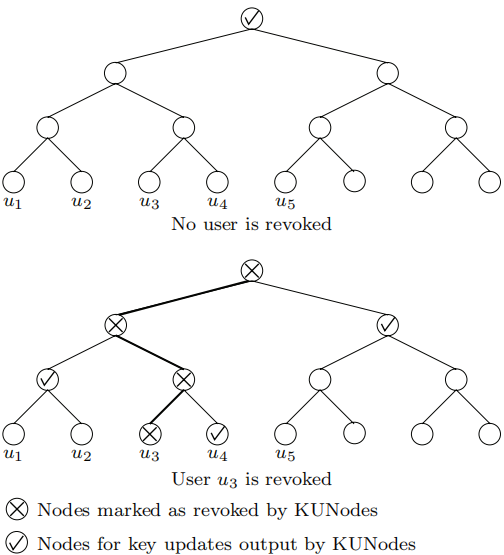 u₁ u₂ u₃ u₄ u₅
No user is revoked
u₁ u₂ u₃ u₄ u₅
User u₃ is revoked
Nodes marked as revoked by KUNodes
Nodes for key updates output by KUNodes